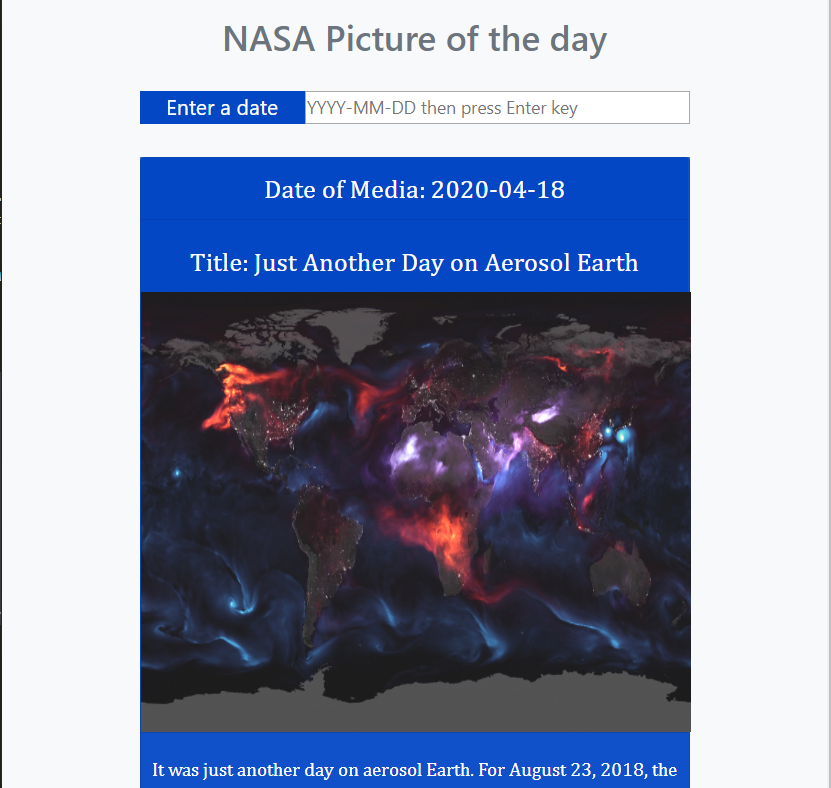 NASA Picture of the day
Enter a date YYYY-MM-DD then press Enter key
Date of Media: 2020-04-18
Title: Just Another Day on Aerosol Earth
It was just another day on aerosol Earth. For August 23, 2018, the